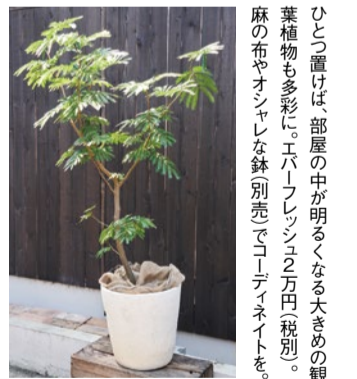 ひとつ置けば、部屋の中が明るくなる大きめの観
葉植物も多彩に。エバーフレッシュ2万円(税別)。
麻の布やオシャレな鉢(別売)でコーディネイトを。